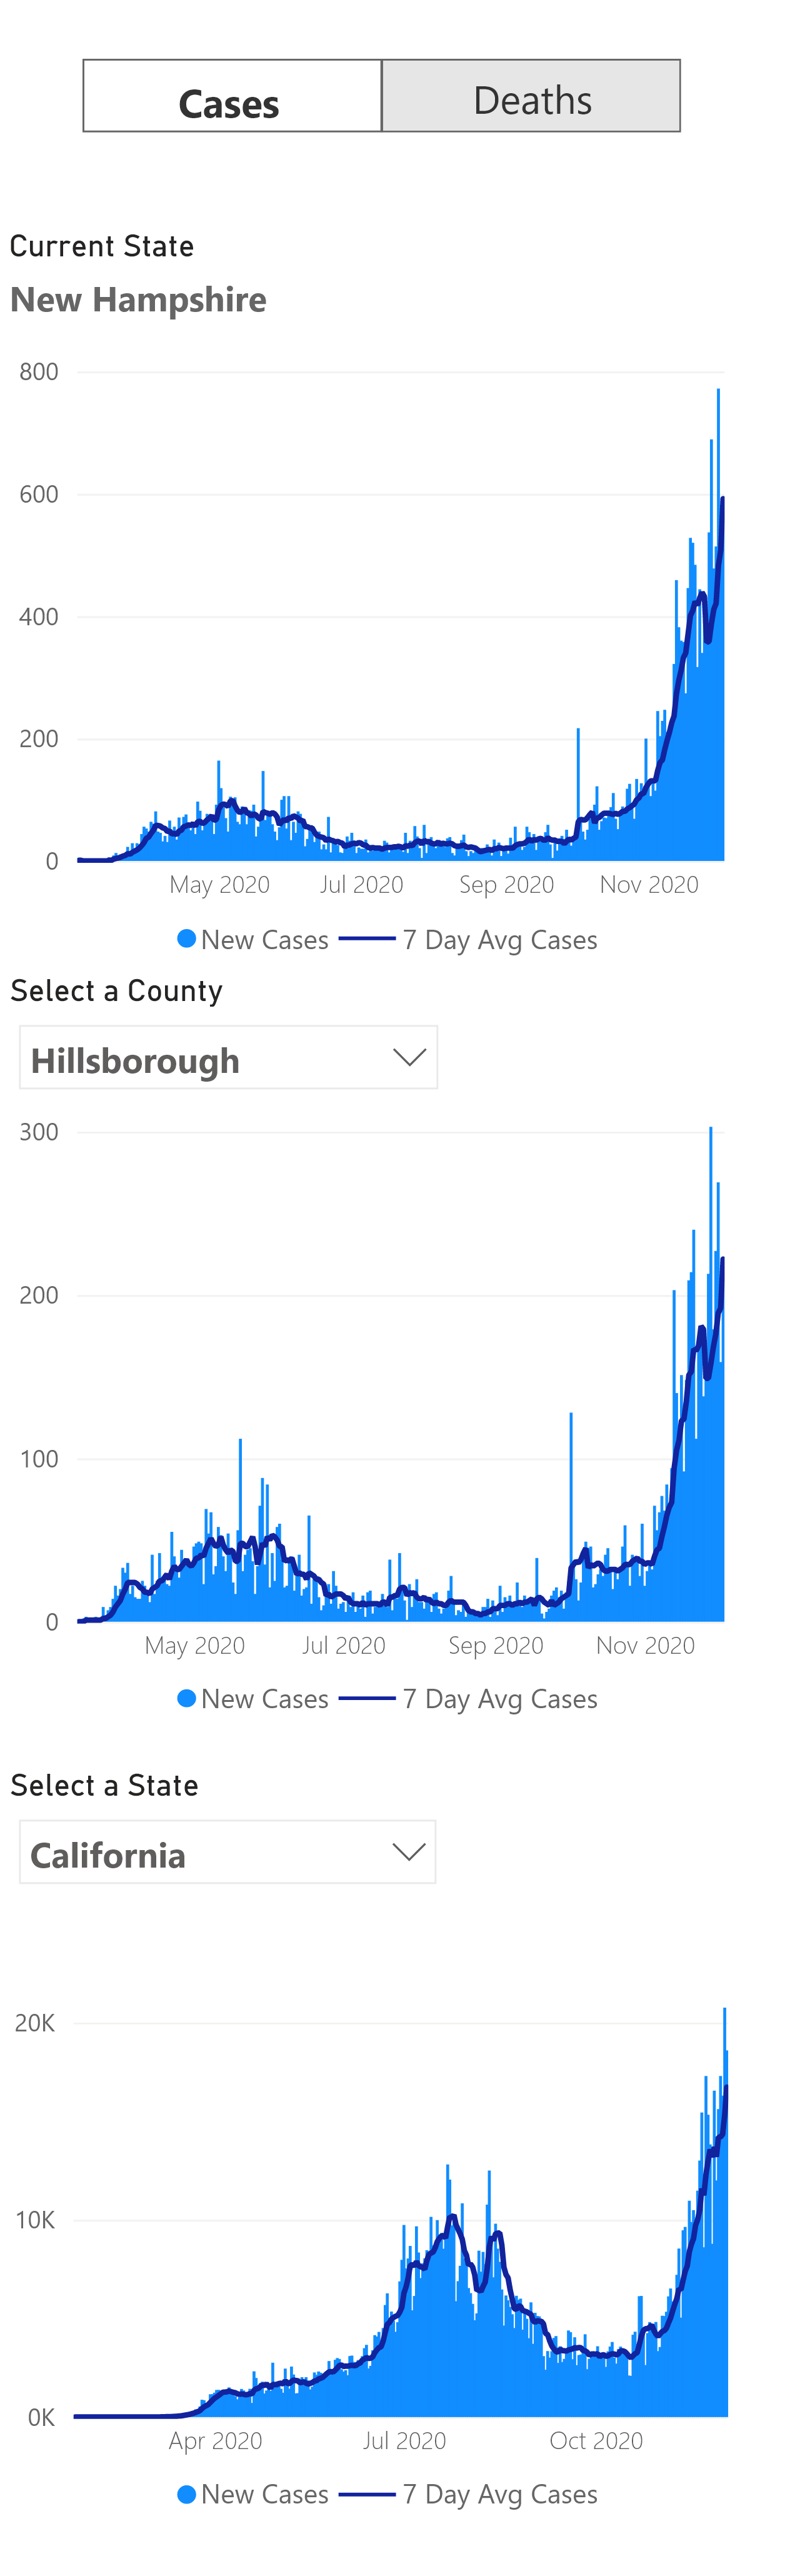 Cases Deaths
Current State
New Hampshire
800
600
400
200
0
May 2020 Jul 2020 Sep 2020 Nov 2020
New Cases 7 Day Avg Cases
Select a County
Hillsborough
300
200
100
0
May 2020 Jul 2020 Sep 2020 Nov 2020
New Cases 7 Day Avg Cases
Select a State
California
20K
10K
0K
Apr 2020 Jul 2020 Oct 2020
New Cases 7 Day Avg Cases